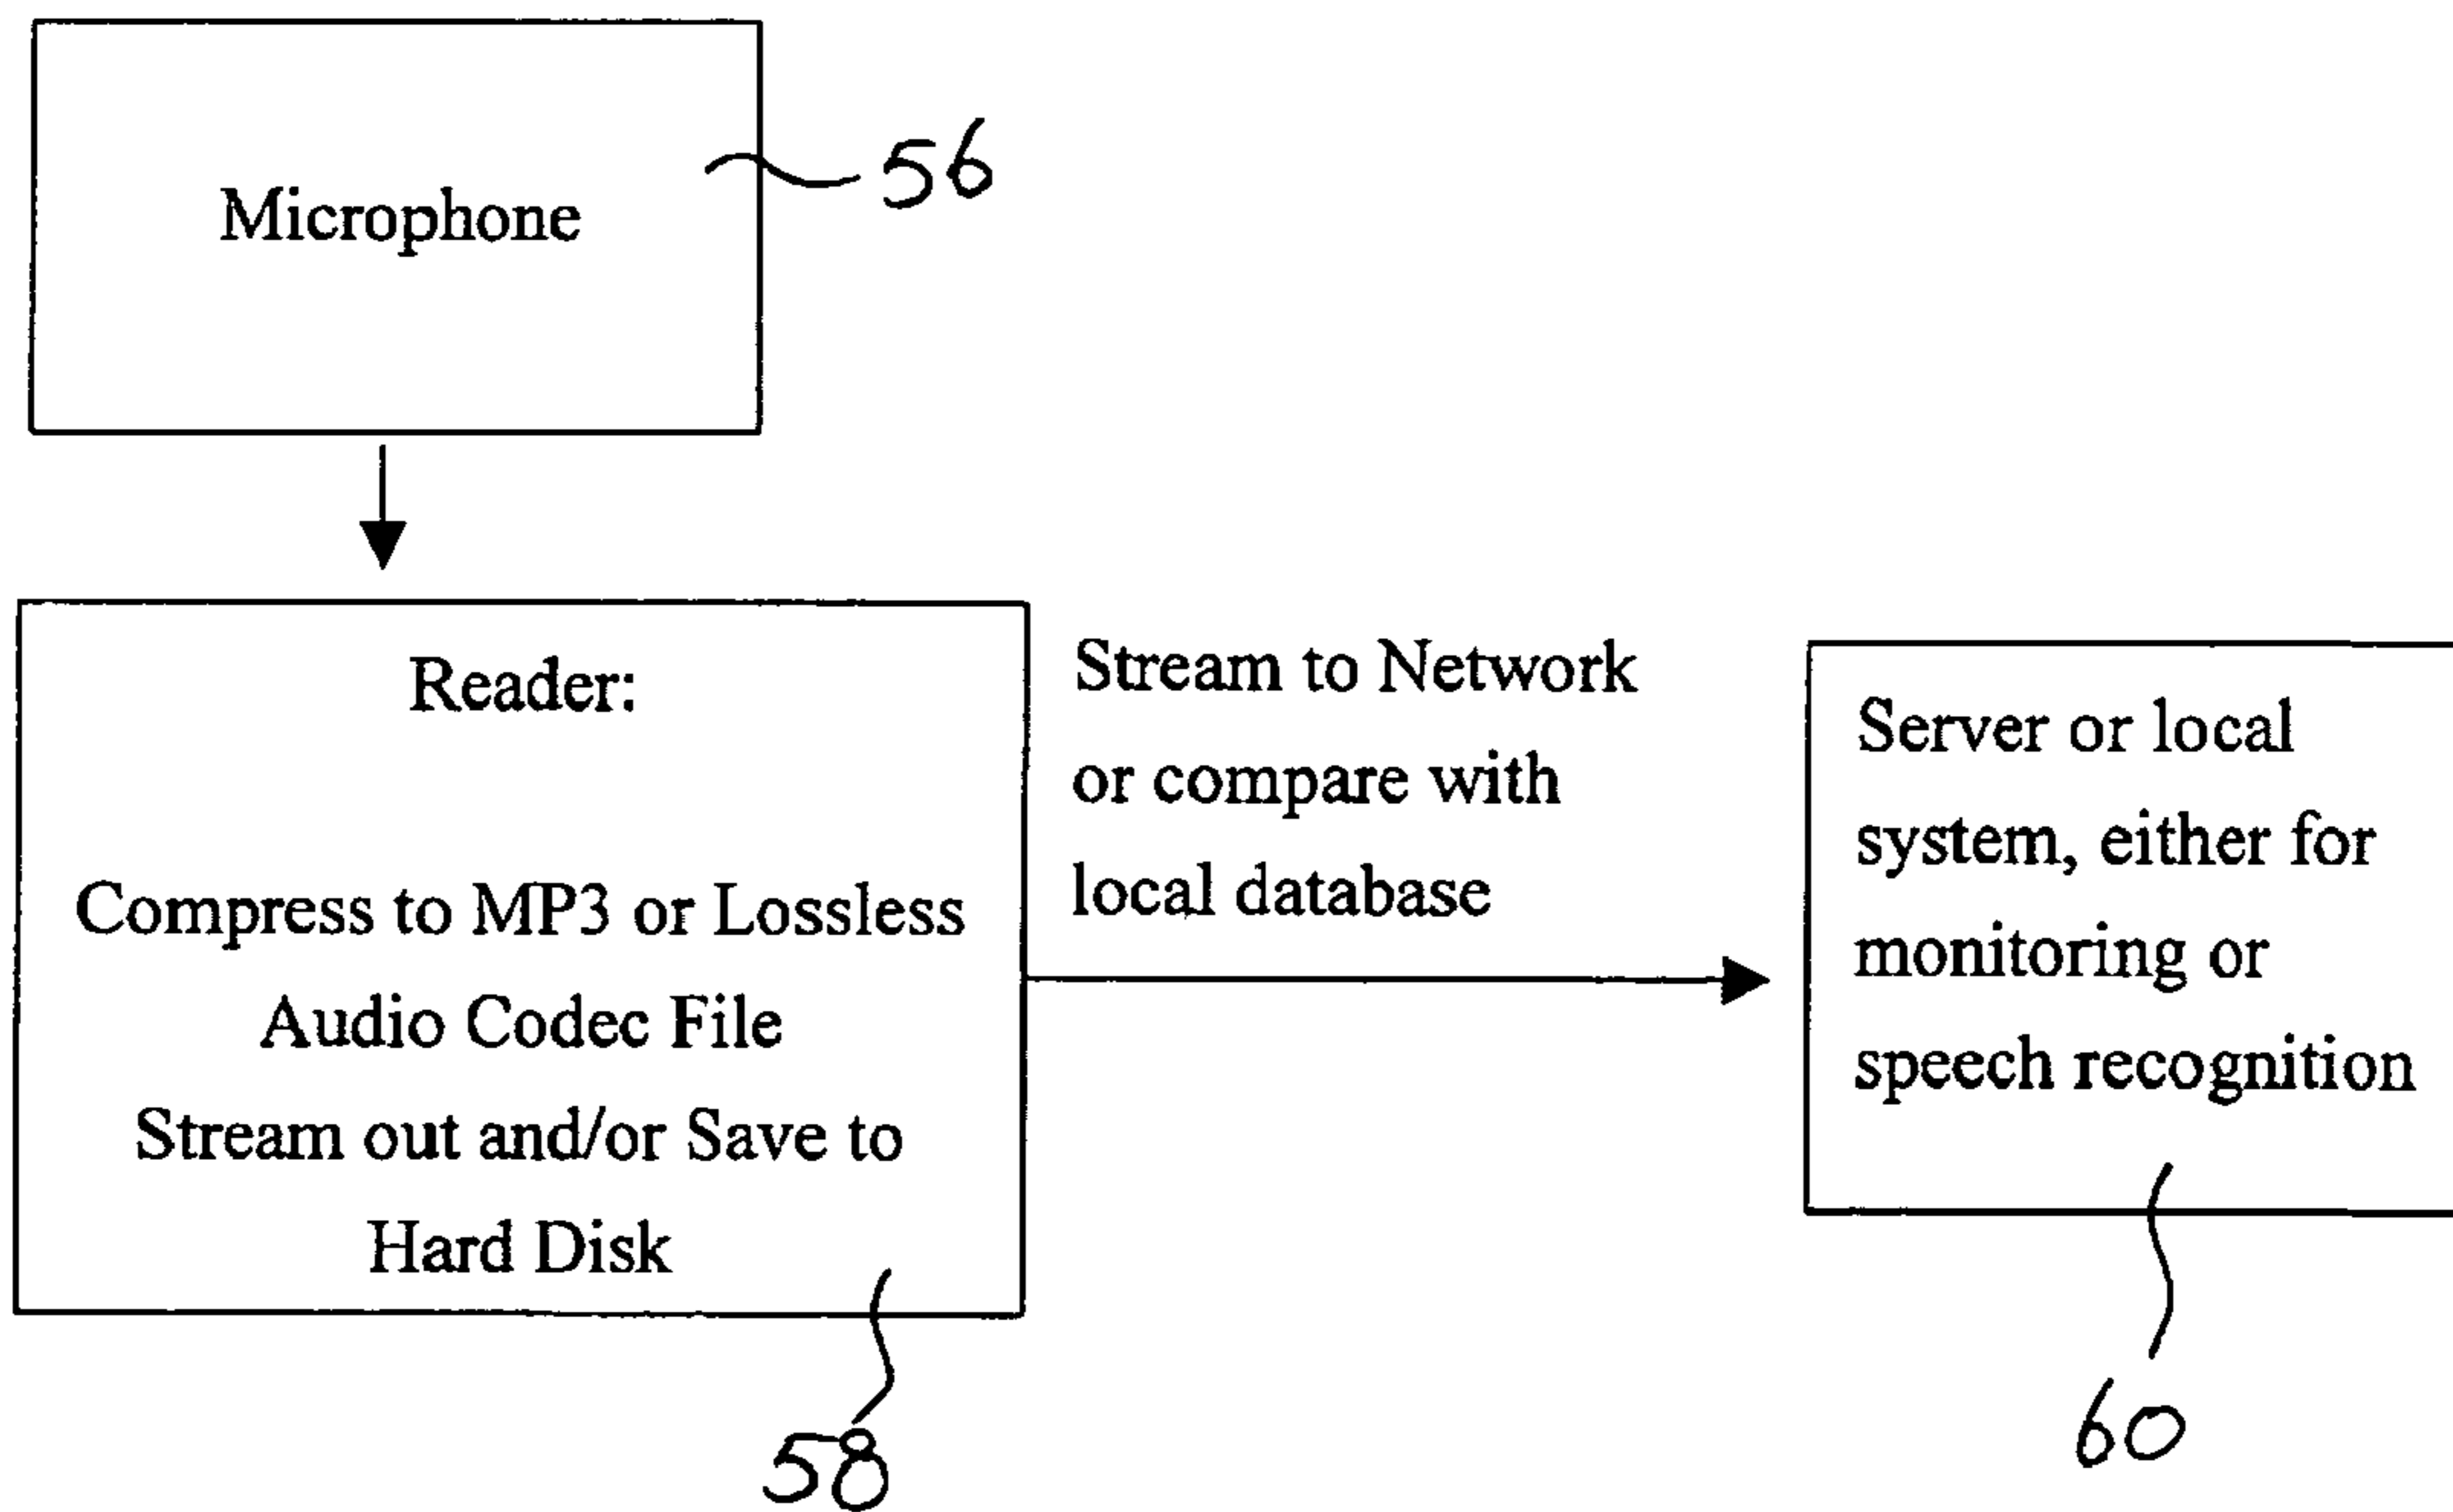 Microphone
56
Reader:
Compress to MP3 or Lossless
Audio Codec File
Stream out and/or Save to
Hard Disk
58
Stream to Network
or compare with
local database
Server or local
system, either for
monitoring or
speech recognition
60